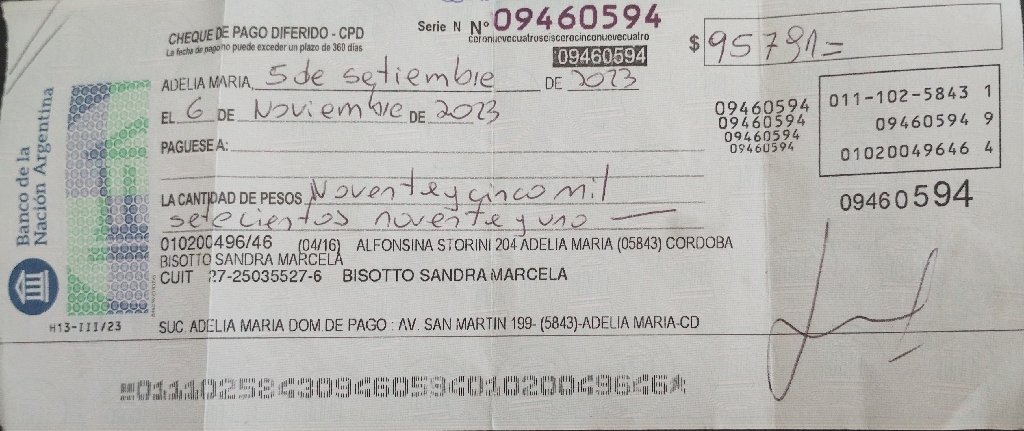 CHEQUE DE PAGO DIFERIDO - CPD
La fecha de pago no puede exceder un plazo de 360 días
Serie N Nº 09460594
ceronuevecuatroseiscerocinconuevecuatro
09460594
$ 95791=
ADELIA MARIA, 5 de setiembre DE 2023
EL 6 DE Noviembre DE 2023
PAGUESE A:
LA CANTIDAD DE PESOS Noventa y cinco mil
setecientos noventa y uno —
010200496/46 (04/16) ALFONSINA STORINI 204 ADELIA MARIA (05843) CORDOBA
BISOTTO SANDRA MARCELA
CUIT 27-25035527-6 BISOTTO SANDRA MARCELA
SUC. ADELIA MARIA DOM.DE PAGO : AV. SAN MARTIN 199- (5843)-ADELIA MARIA-CD
09460594
09460594
09460594
09460594
011-102-5843 1
09460594 9
01020049646 4
09460594
Banco de la
Nación Argentina
H13-III/23